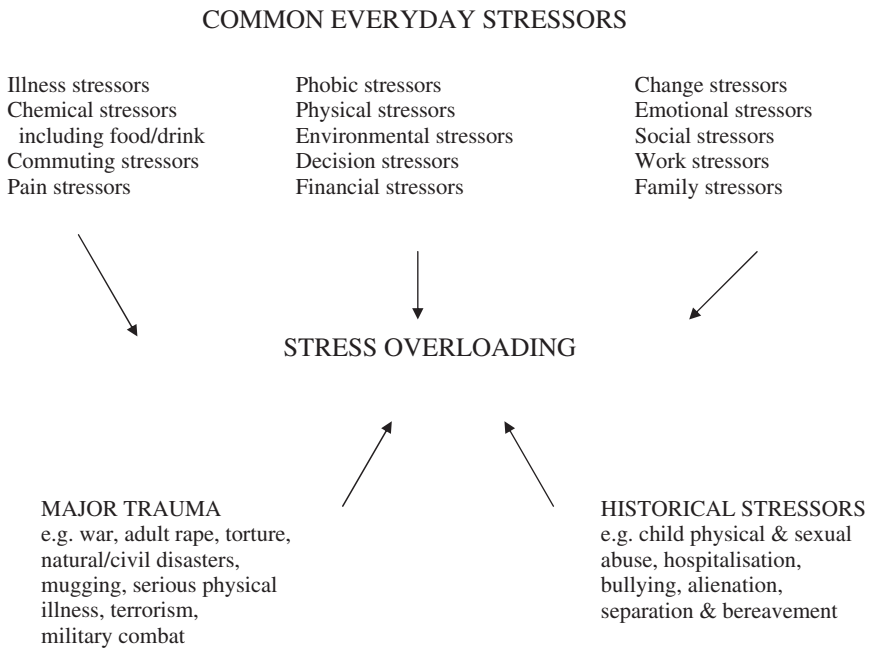 COMMON EVERYDAY STRESSORS
Illness stressors
Chemical stressors
including food/drink
Commuting stressors
Pain stressors
Phobic stressors
Physical stressors
Environmental stressors
Decision stressors
Financial stressors
Change stressors
Emotional stressors
Social stressors
Work stressors
Family stressors
STRESS OVERLOADING
MAJOR TRAUMA
e.g. war, adult rape, torture,
natural/civil disasters,
mugging, serious physical
illness, terrorism,
military combat
HISTORICAL STRESSORS
e.g. child physical & sexual
abuse, hospitalisation,
bullying, alienation,
separation & bereavement